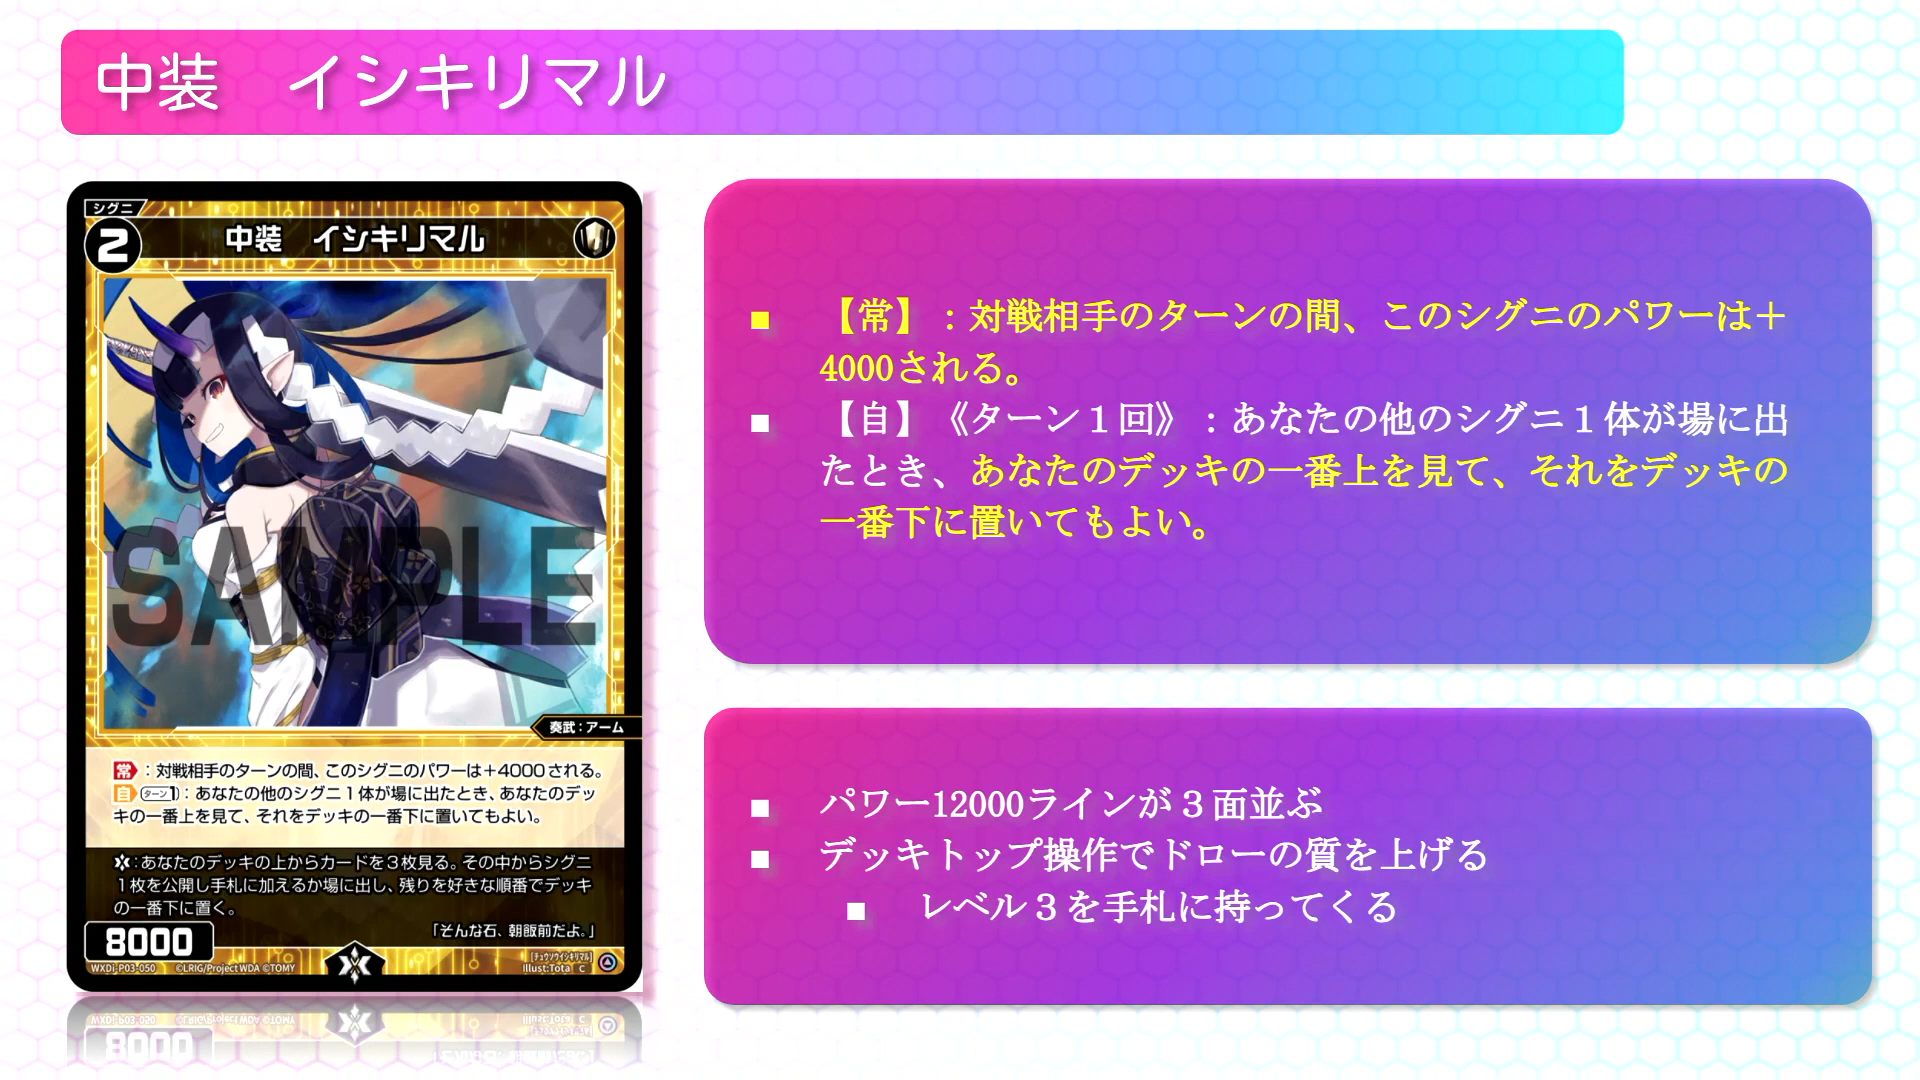 中装　イシキリマル
シグニ
2
中装　イシキリマル
SAMPLE
奏武：アーム
常：対戦相手のターンの間、このシグニのパワーは＋4000される。
自 ターン1：あなたの他のシグニ１体が場に出たとき、あなたのデッ
キの一番上を見て、それをデッキの一番下に置いてもよい。
：あなたのデッキの上からカードを３枚見る。その中からシグニ
１枚を公開し手札に加えるか場に出し、残りを好きな順番でデッキ
の一番下に置く。
「そんな石、朝飯前だよ。」
8000
WXDi-P03-050 ©LRIG/Project WDA ©TOMY
[チュウソウイシキリマル]
Illust:Tota C
■ 【常】：対戦相手のターンの間、このシグニのパワーは＋
4000される。
■ 【自】《ターン１回》：あなたの他のシグニ１体が場に出
たとき、あなたのデッキの一番上を見て、それをデッキの
一番下に置いてもよい。
■ パワー12000ラインが３面並ぶ
■ デッキトップ操作でドローの質を上げる
■ レベル３を手札に持ってくる